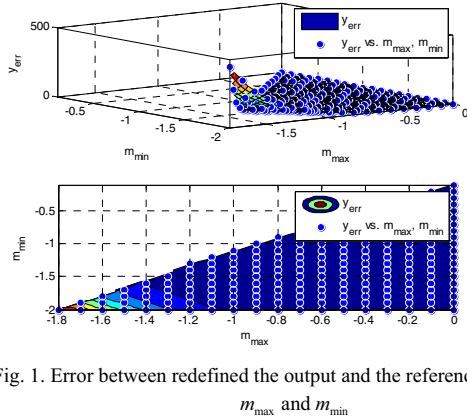 500
0
y_err
-0.5
-1
-1.5
-2
m_min
-2
-1.5
-1
-0.5
0
m_max
y_err
y_err vs. m_max, m_min
-0.5
-1
-1.5
-2
m_min
-1.8
-1.6
-1.4
-1.2
-1
-0.8
-0.6
-0.4
-0.2
0
m_max
y_err
y_err vs. m_max, m_min
Fig. 1. Error between redefined the output and the referenc
m_max and m_min